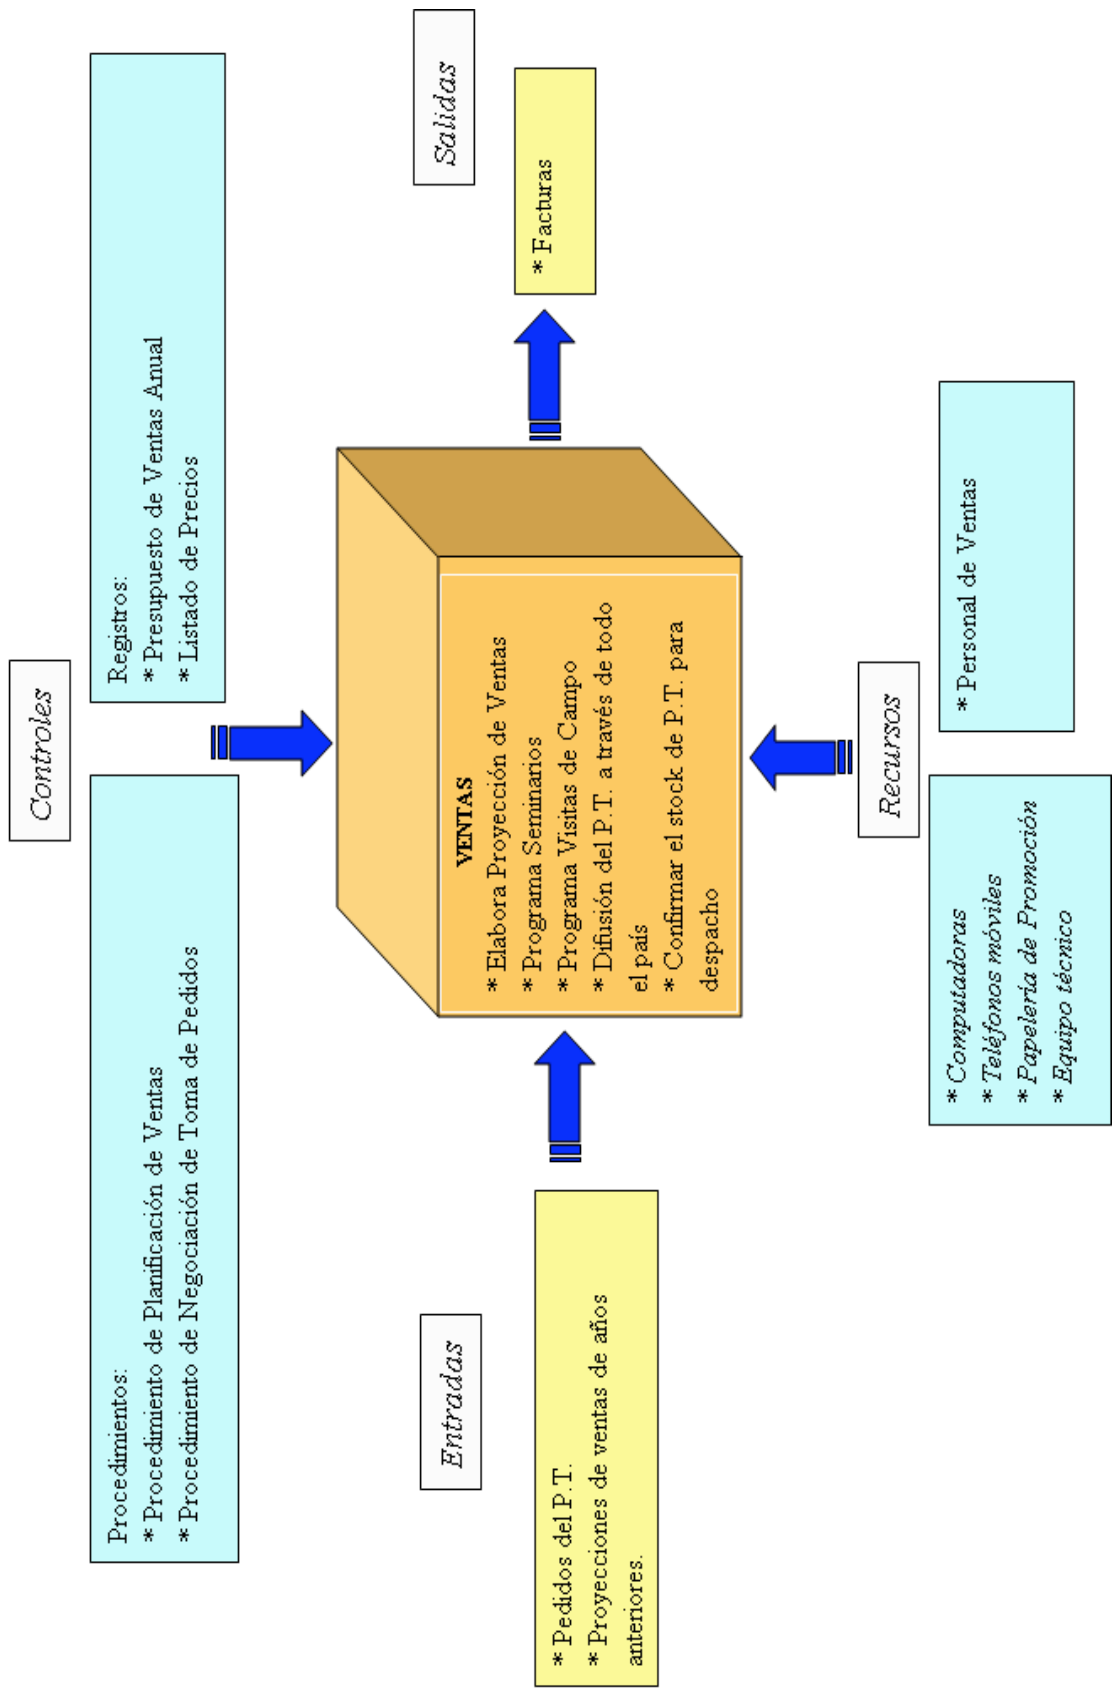 Controles
Procedimientos:
* Procedimiento de Planificación de Ventas
* Procedimiento de Negociación de Toma de Pedidos
Registros:
* Presupuesto de Ventas Anual
* Listado de Precios
Entradas
* Pedidos del P.T.
* Proyecciones de ventas de años
anteriores.
VENTAS
* Elabora Proyección de Ventas
* Programa Seminarios
* Programa Visitas de Campo
* Difusión del P.T. a través de todo
el país
* Confirmar el stock de P.T. para
despacho
Salidas
* Facturas
Recursos
* Computadoras
* Teléfonos móviles
* Papelería de Promoción
* Equipo técnico
* Personal de Ventas